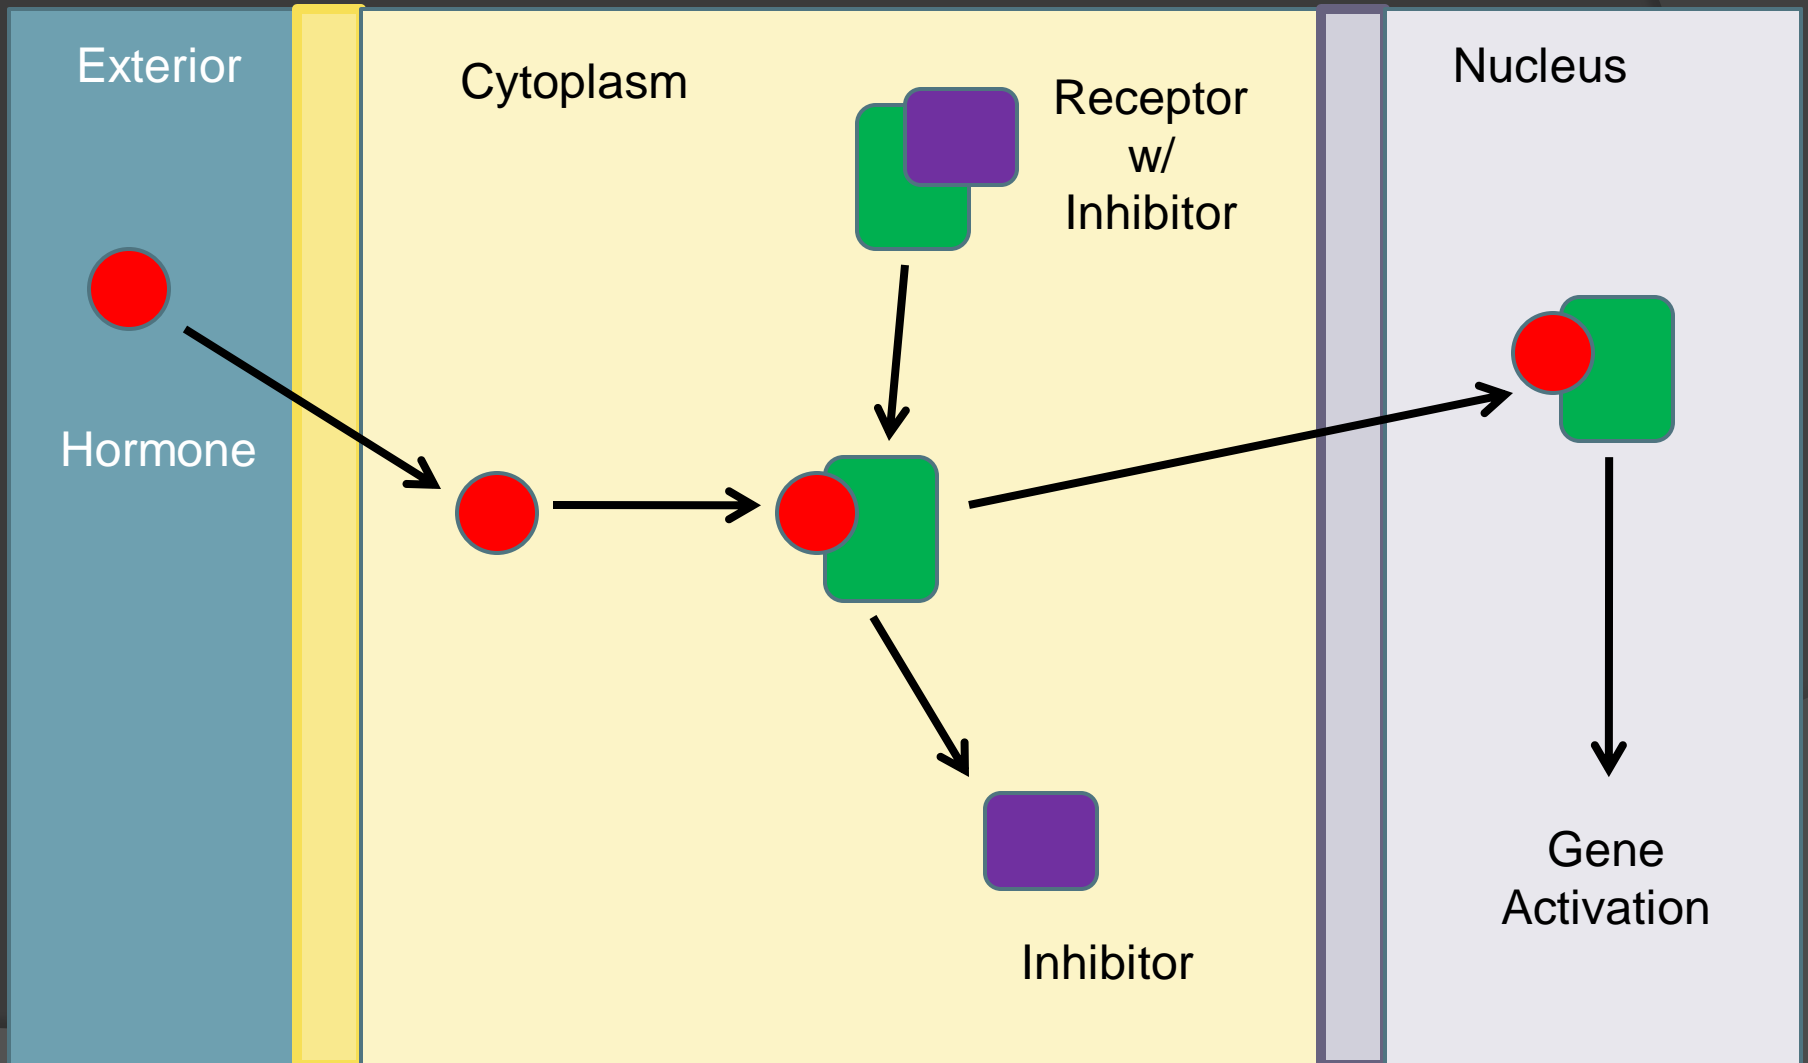 Exterior
Cytoplasm
Receptor
w/
Inhibitor
Nucleus
Hormone
Gene
Activation
Inhibitor